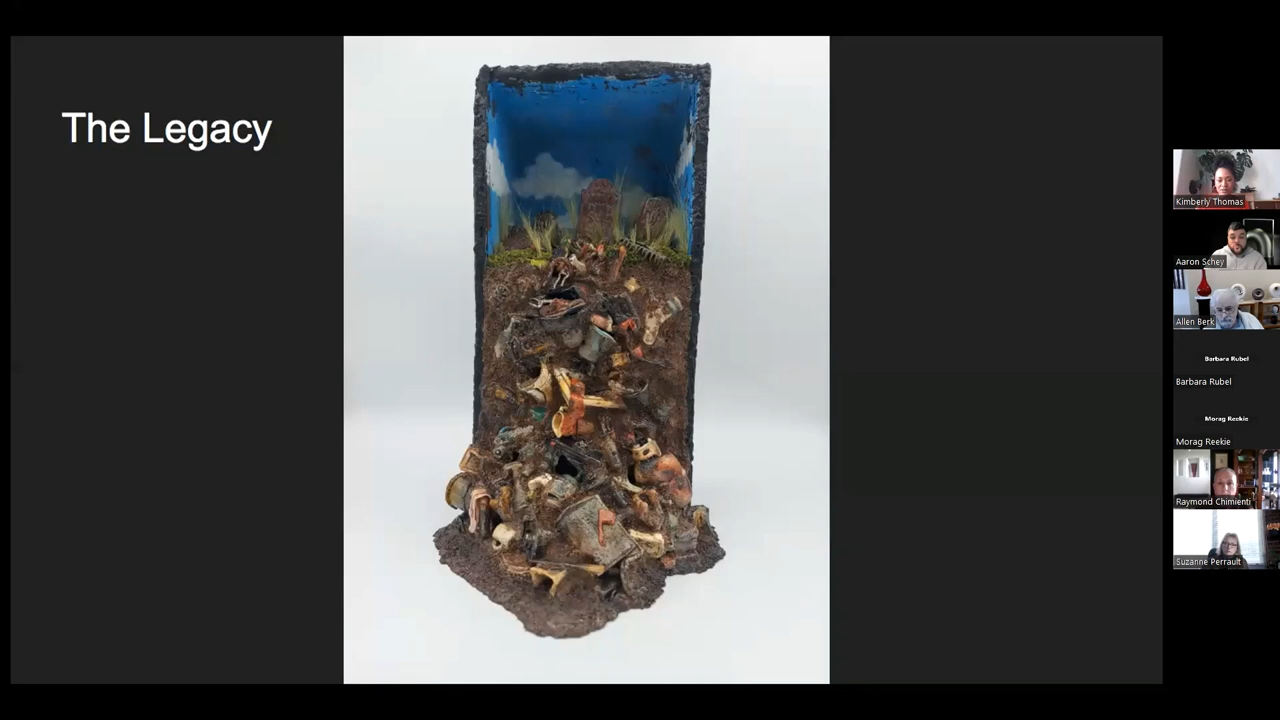 The Legacy
Kimberly Thomas
Aaron Schey
Allen Berk
Barbara Rubel
Barbara Rubel
Morag Reekie
Morag Reekie
Raymond Chimienti
Suzanne Perrault